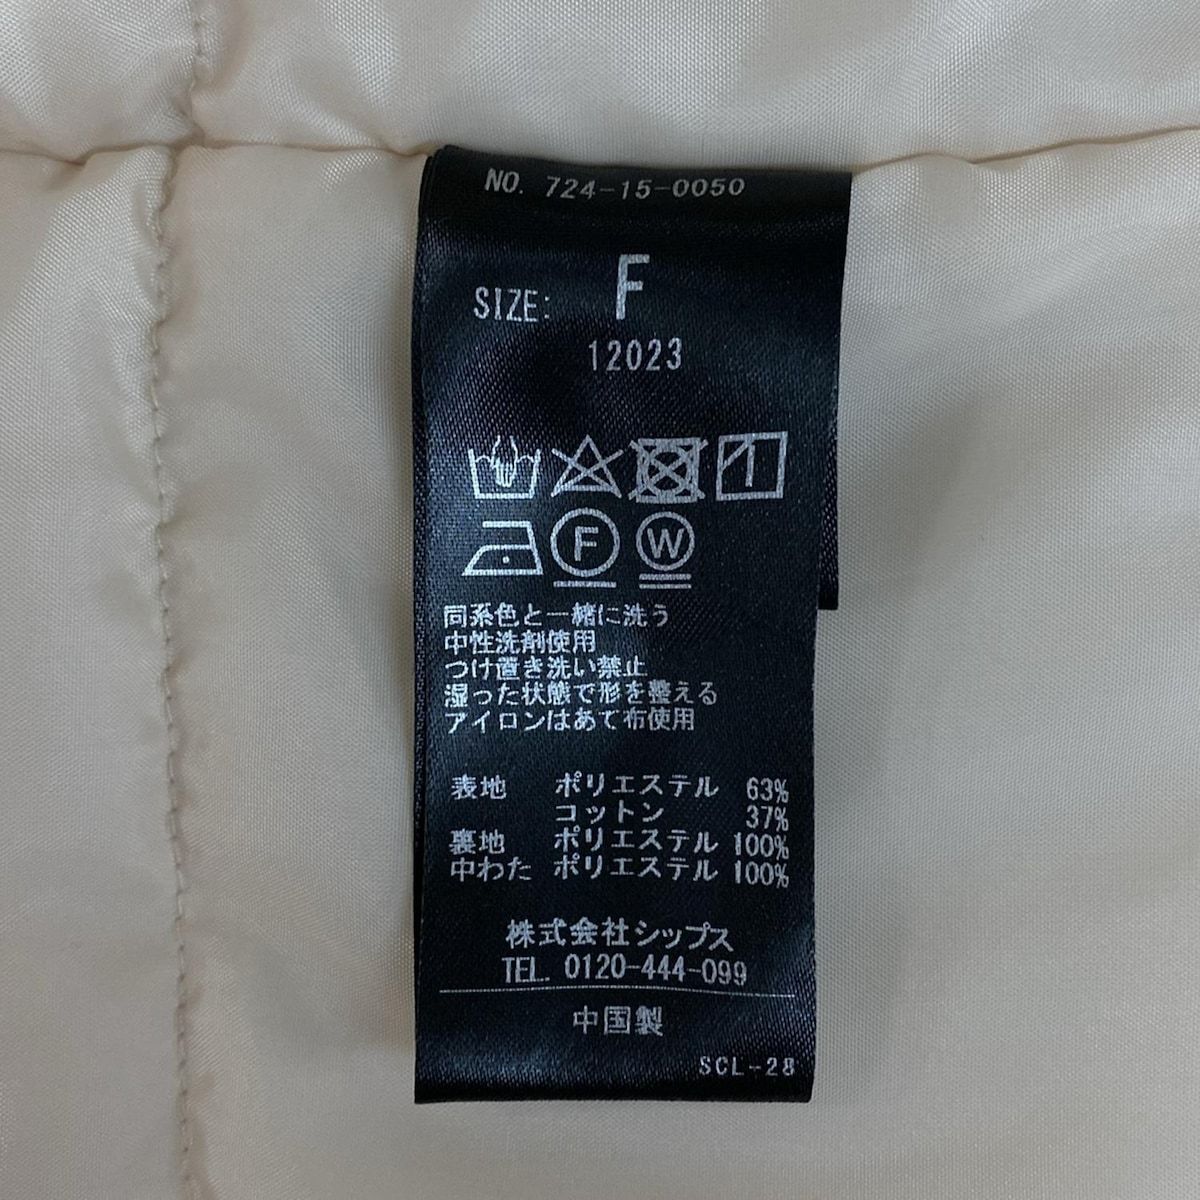 NO. 724-15-0050
SIZE: F
12023
F W
同系色と一緒に洗う
中性洗剤使用
つけ置き洗い禁止
湿った状態で形を整える
アイロンはあて布使用
表地 ポリエステル 63%
コットン 37%
裏地 ポリエステル 100%
中わた ポリエステル 100%
株式会社シップス
TEL. 0120-444-099
中国製
SCL-28